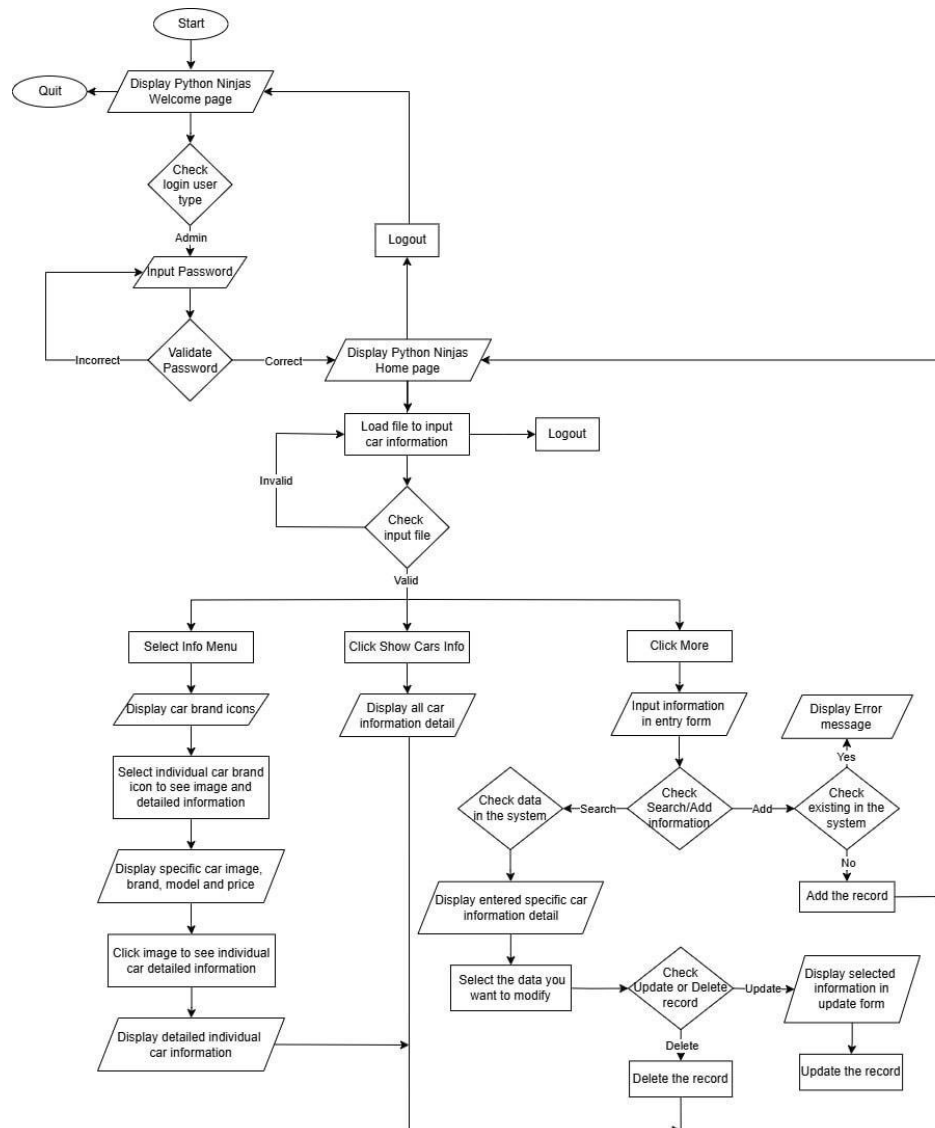 Start
Quit
Display Python Ninjas
Welcome page
Check
login user
type
Admin
Logout
Input Password
Incorrect
Validate
Password
Correct
Display Python Ninjas
Home page
Load file to input
car information
Logout
Invalid
Check
input file
Valid
Select Info Menu
Click Show Cars Info
Click More
Display car brand icons
Display all car
information detail
Input information
in entry form
Display Error
message
Yes
Select individual car brand
icon to see image and
detailed information
Check data
in the system
Search
Check
Search/Add
information
Add
Check
existing in the
system
No
Display specific car image,
brand, model and price
Add the record
Display entered specific car
information detail
Click image to see individual
car detailed information
Select the data you
want to modify
Check
Update or Delete
record
Update
Display selected
information in
update form
Delete
Display detailed individual
car information
Delete the record
Update the record